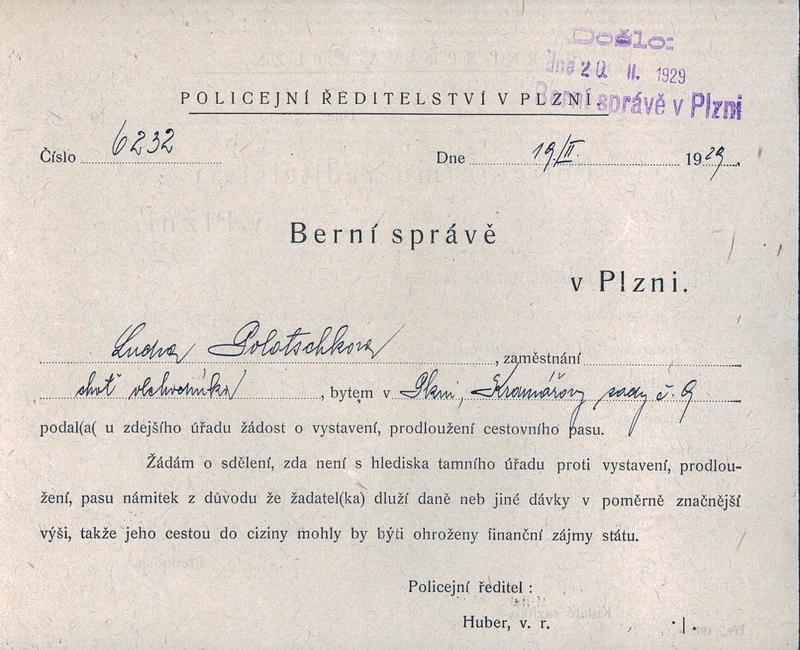 Došlo:
dne 20. II. 1929
Berní správě v Plzni
POLICEJNÍ ŘEDITELSTVÍ V PLZNI.
Číslo 6232 Dne 19/II. 1929.
Berní správě
v Plzni.
Ludva Polatschkova, zaměstnání
choť obchodníka, bytem v Plzni, Kramářovy sady č. 9
podal(a( u zdejšího úřadu žádost o vystavení, prodloužení cestovního pasu.
Žádám o sdělení, zda není s hlediska tamního úřadu proti vystavení, prodlou-
žení, pasu námitek z důvodu že žadatel(ka) dluží daně neb jiné dávky v poměrně značnější
výši, takže jeho cestou do ciziny mohly by býti ohroženy finanční zájmy státu.
Policejní ředitel :
Huber, v. r.